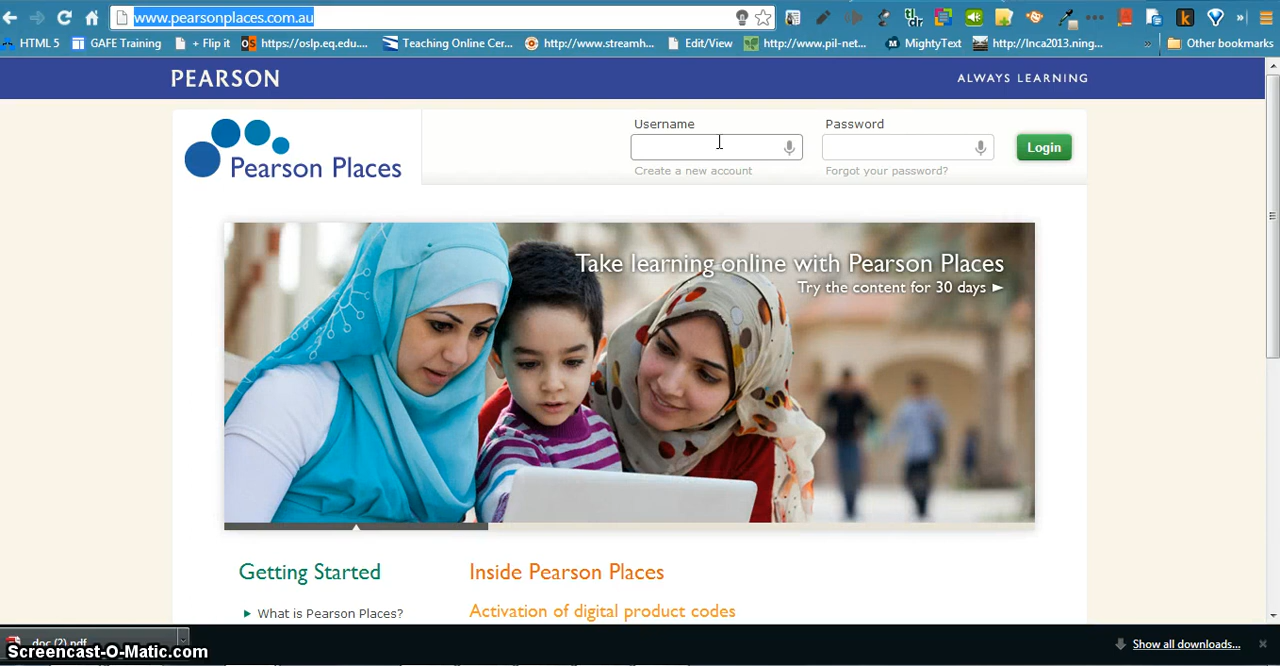 www.pearsonplaces.com.au
HTML 5 GAFE Training + Flip it https://oslp.eq.edu.... Teaching Online Cer... http://www.streamh... Edit/View http://www.pil-net... MightyText http://lnca2013.ning.... » Other bookmarks
PEARSON ALWAYS LEARNING
Username Password
Pearson Places
Login
Create a new account Forgot your password?
Take learning online with Pearson Places
Try the content for 30 days ►
Getting Started Inside Pearson Places
What is Pearson Places? Activation of digital product codes
doc (2).pdf Show all downloads...
Screencast-O-Matic.com